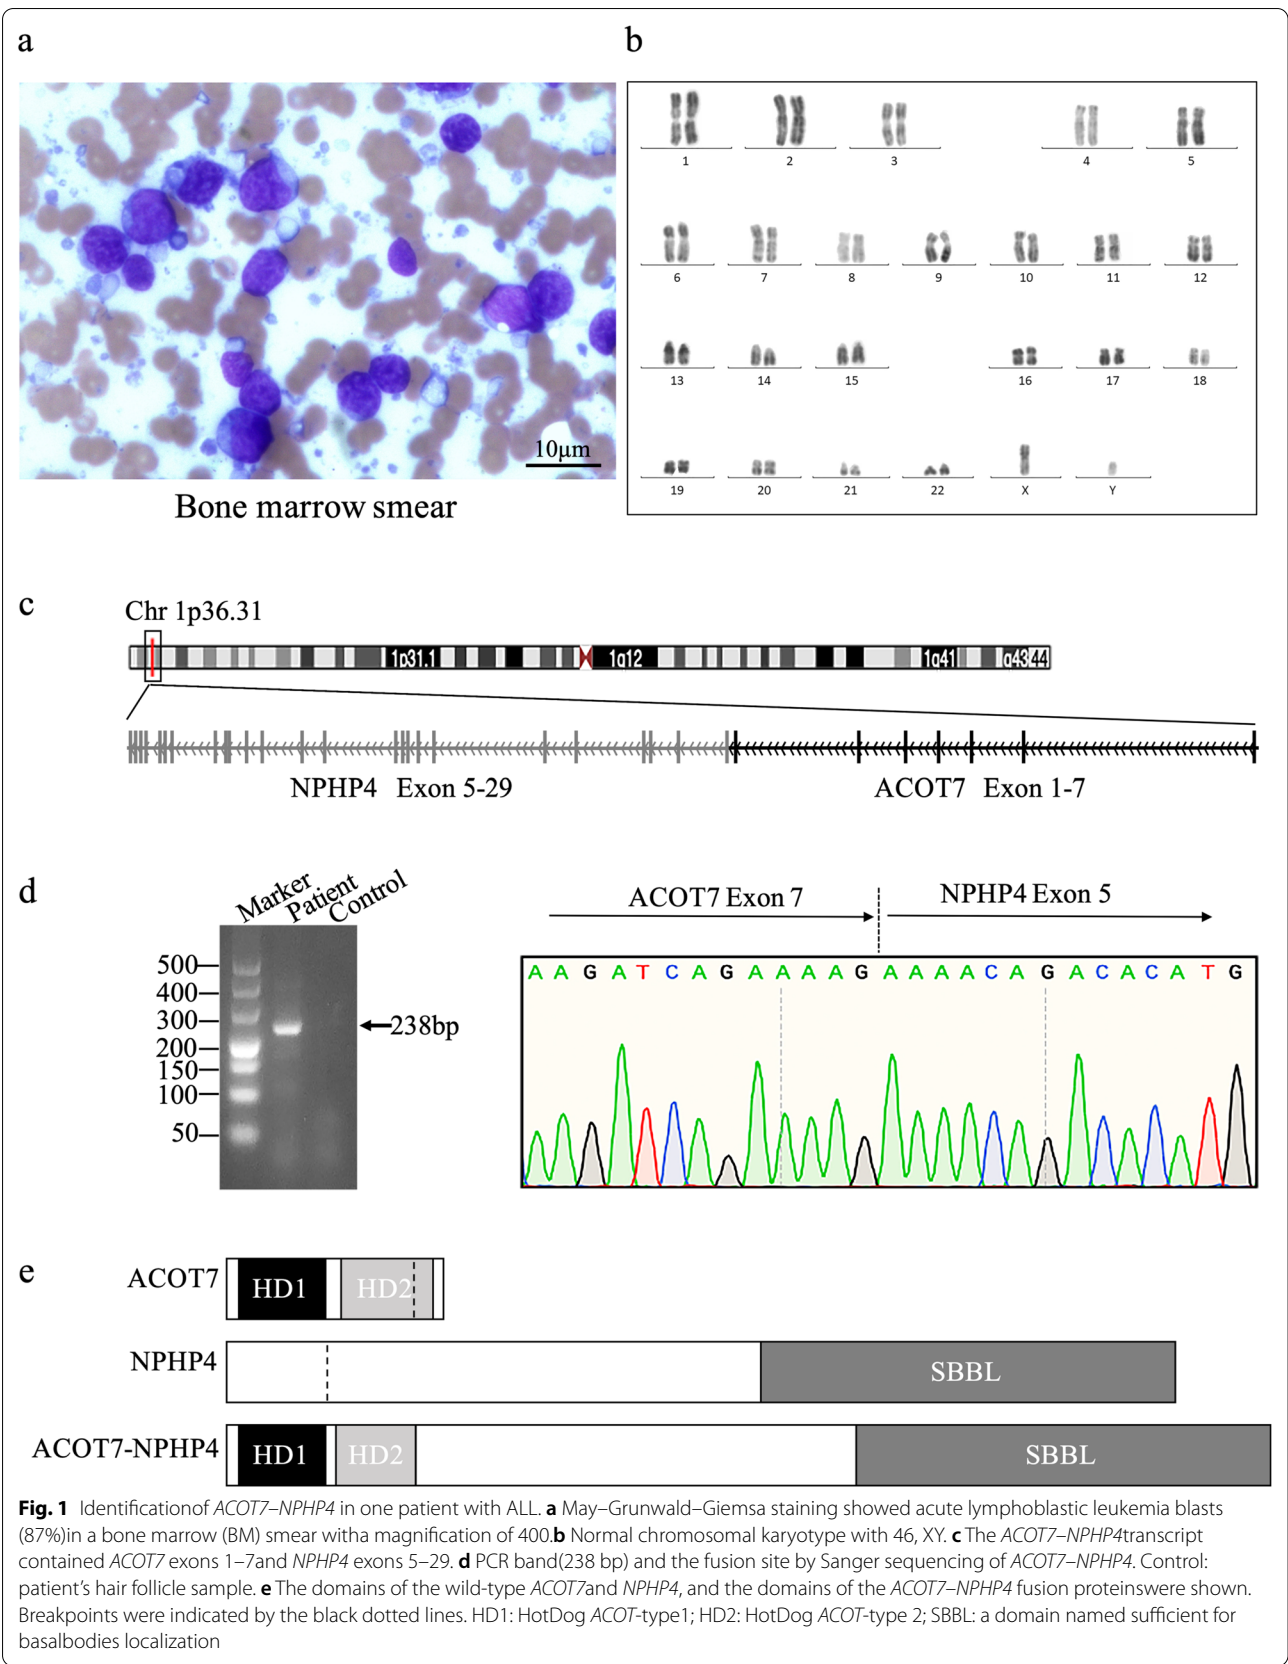 a
b
10μm
Bone marrow smear
1 2 3 4 5
6 7 8 9 10 11 12
13 14 15 16 17 18
19 20 21 22 X Y
c
Chr 1p36.31
1p31.1 1q12 1q41 q43 44
NPHP4 Exon 5-29 ACOT7 Exon 1-7
d
Marker
Patient
Control
500
400
300
200
150
100
50
238bp
ACOT7 Exon 7 NPHP4 Exon 5
A A G A T C A G A A A A G A A A A C A G A C A C A T G
e
ACOT7 HD1 HD2
NPHP4 SBBL
ACOT7-NPHP4 HD1 HD2 SBBL
Fig. 1 Identificationof ACOT7–NPHP4 in one patient with ALL. a May–Grunwald–Giemsa staining showed acute lymphoblastic leukemia blasts
(87%)in a bone marrow (BM) smear witha magnification of 400.b Normal chromosomal karyotype with 46, XY. c The ACOT7–NPHP4transcript
contained ACOT7 exons 1–7and NPHP4 exons 5–29. d PCR band(238 bp) and the fusion site by Sanger sequencing of ACOT7–NPHP4. Control:
patient's hair follicle sample. e The domains of the wild-type ACOT7and NPHP4, and the domains of the ACOT7–NPHP4 fusion proteinswere shown.
Breakpoints were indicated by the black dotted lines. HD1: HotDog ACOT-type1; HD2: HotDog ACOT-type 2; SBBL: a domain named sufficient for
basalbodies localization